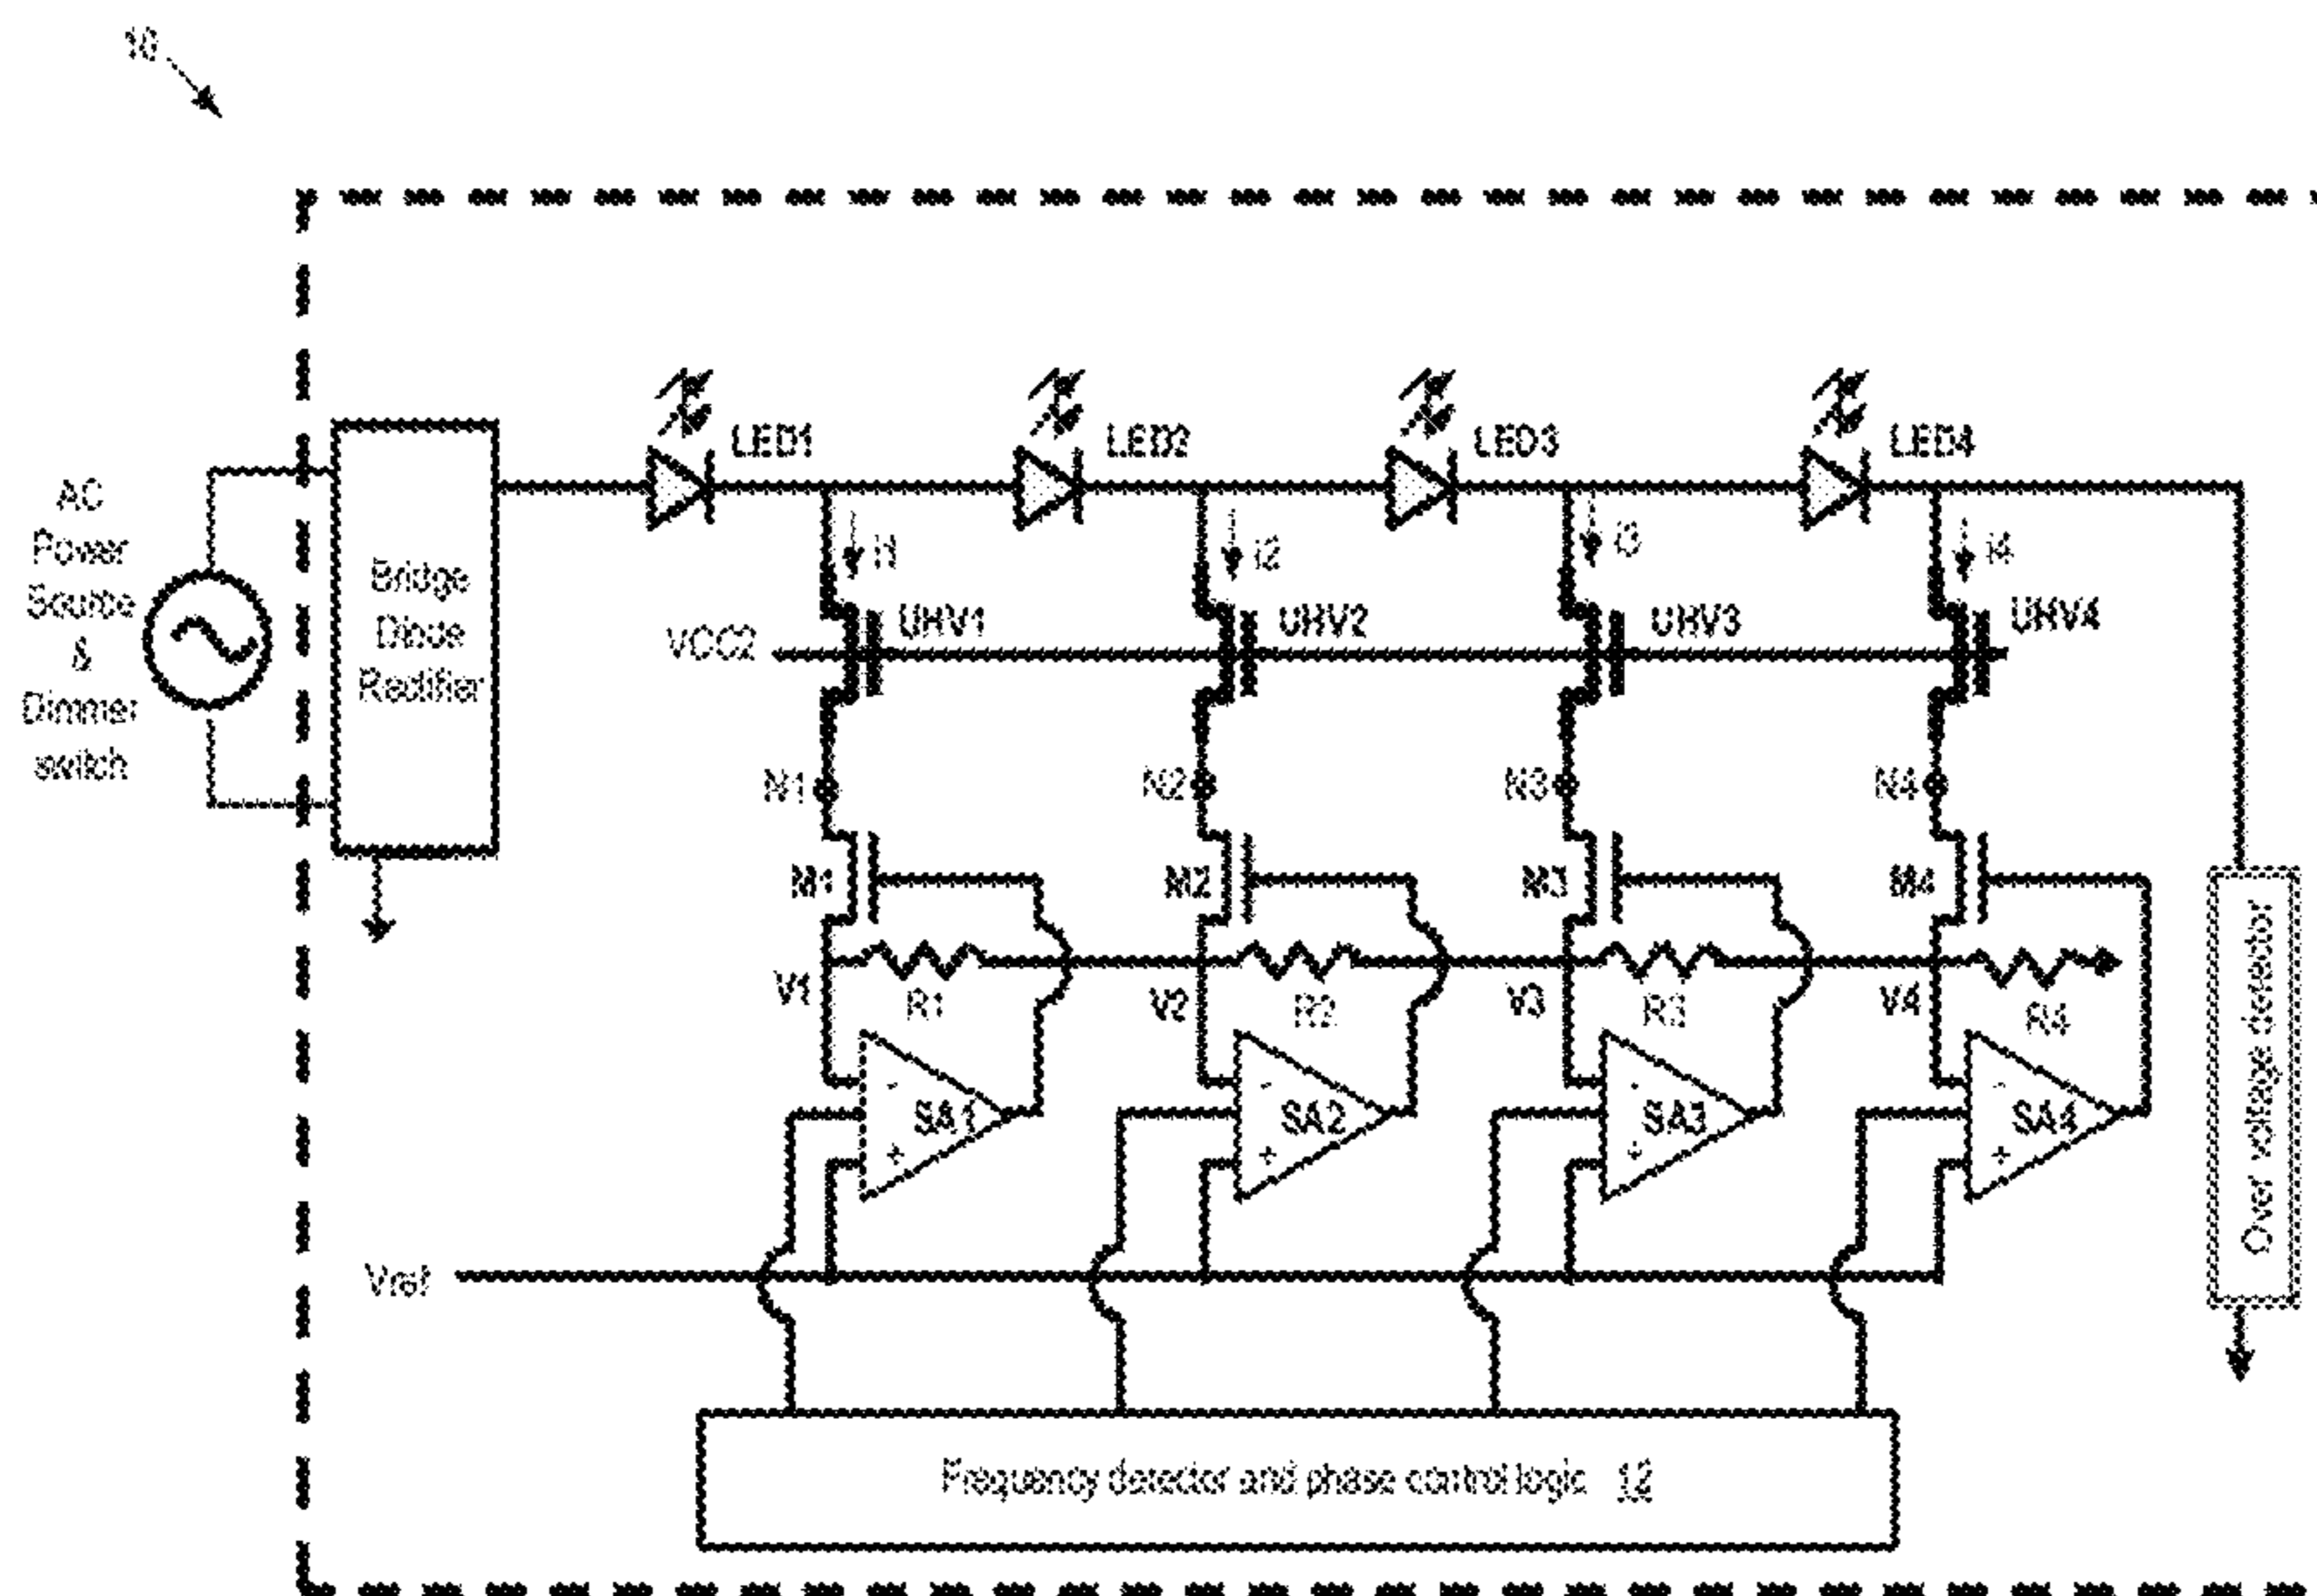 10
AC
Power
Source
&
Dimmer
switch
Bridge
Diode
Rectifier
LED1
LED2
LED3
LED4
i1
i2
i3
i4
VCC2
UHV1
UHV2
UHV3
UHV4
N1
N2
N3
N4
M1
M2
M3
M4
V1
R1
V2
R2
V3
R3
V4
R4
-
SA1
+
-
SA2
+
-
SA3
+
-
SA4
+
Over voltage detector
Vref
Frequency detector and phase control logic 12